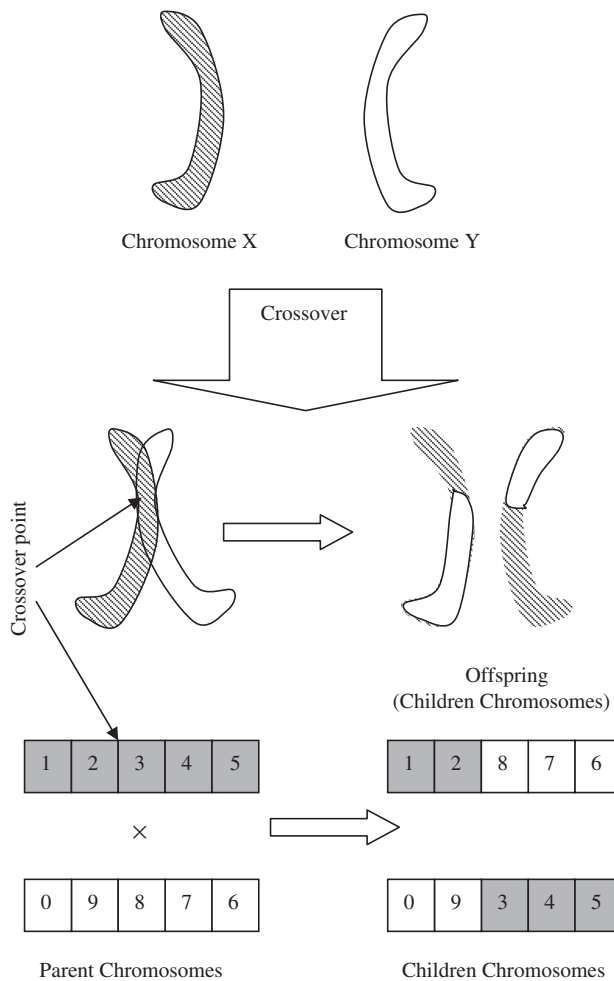 Chromosome X
Chromosome Y
Crossover
Crossover point
Offspring
(Children Chromosomes)
1 2 3 4 5
1 2 8 7 6
×
0 9 8 7 6
0 9 3 4 5
Parent Chromosomes
Children Chromosomes